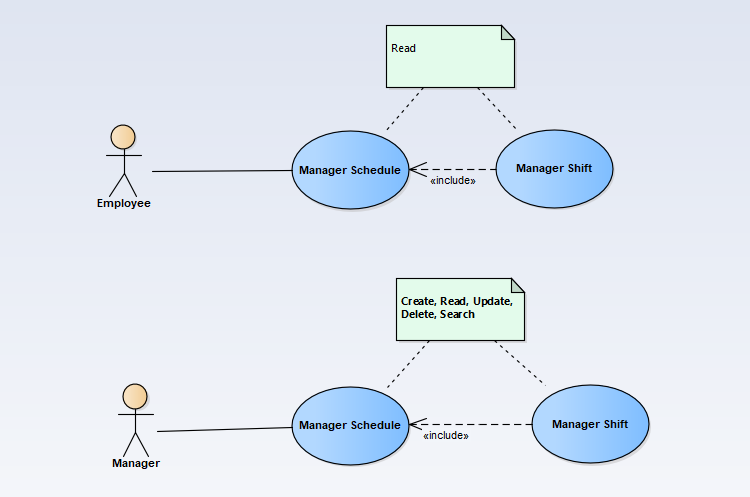 Read
Manager Schedule
Manager Shift
«include»
Employee
Create, Read, Update,
Delete, Search
Manager Schedule
Manager Shift
«include»
Manager